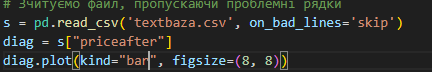 # Зчитуємо файл, пропускаючи проблемні рядки
s = pd.read_csv('textbaza.csv', on_bad_lines='skip')
diag = s["priceafter"]
diag.plot(kind="bar", figsize=(8, 8))